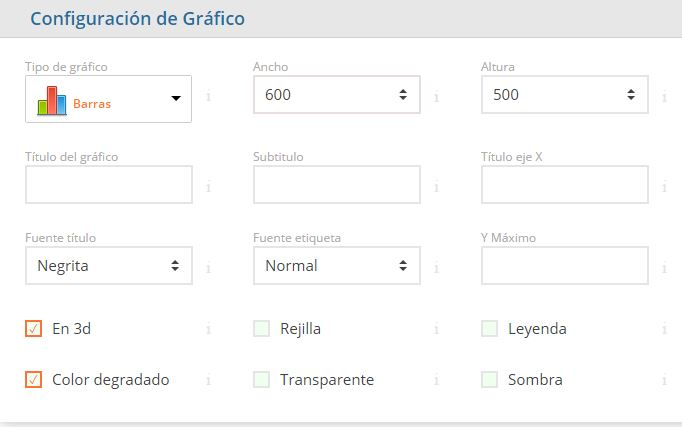 Configuración de Gráfico
Tipo de gráfico
Ancho
Altura
Barras
600
500
Título del gráfico
Subtitulo
Título eje X
Fuente título
Fuente etiqueta
Y Máximo
Negrita
Normal
En 3d
Rejilla
Leyenda
Color degradado
Transparente
Sombra